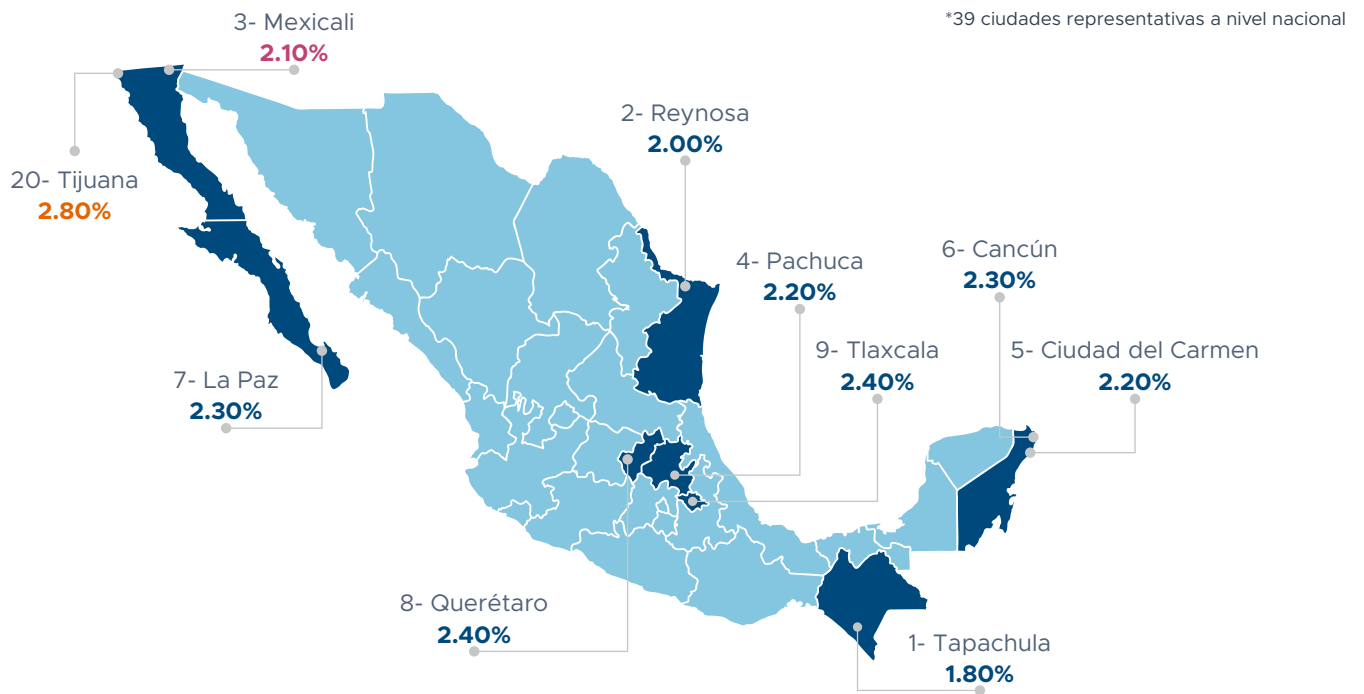 *39 ciudades representativas a nivel nacional
3- Mexicali
2.10%
2- Reynosa
2.00%
20- Tijuana
2.80%
6- Cancún
2.30%
4- Pachuca
2.20%
9- Tlaxcala
2.40%
5- Ciudad del Carmen
2.20%
7- La Paz
2.30%
8- Querétaro
2.40%
1- Tapachula
1.80%